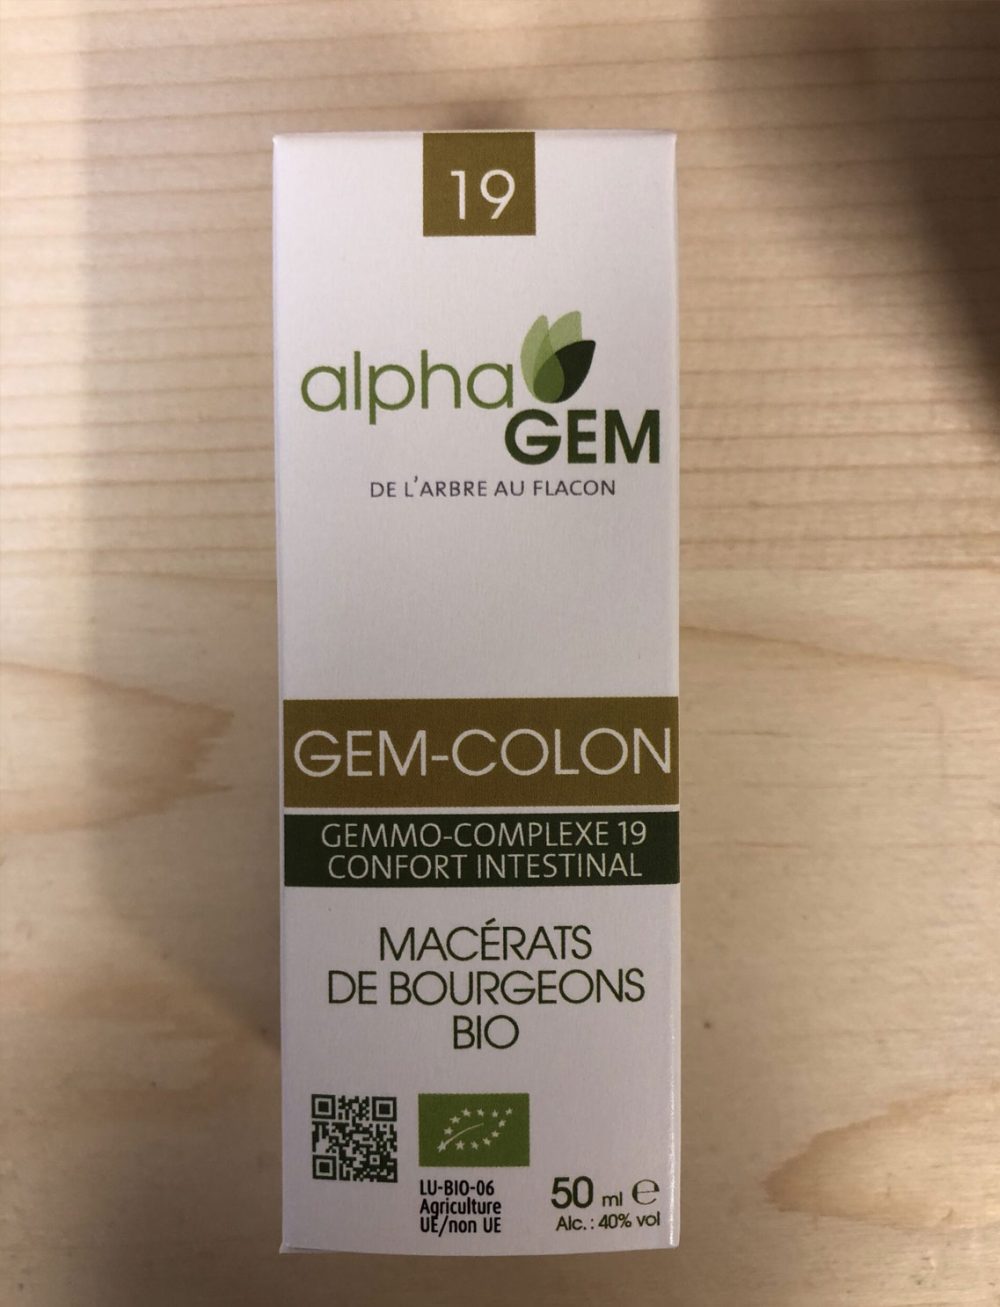 19
alpha
GEM
DE L'ARBRE AU FLACON
GEM-COLON
GEMMO-COMPLEXE 19
CONFORT INTESTINAL
MACÉRATS
DE BOURGEONS
BIO
LU-BIO-06
Agriculture
UE/non UE
50 ml e
Alc.: 40% vol